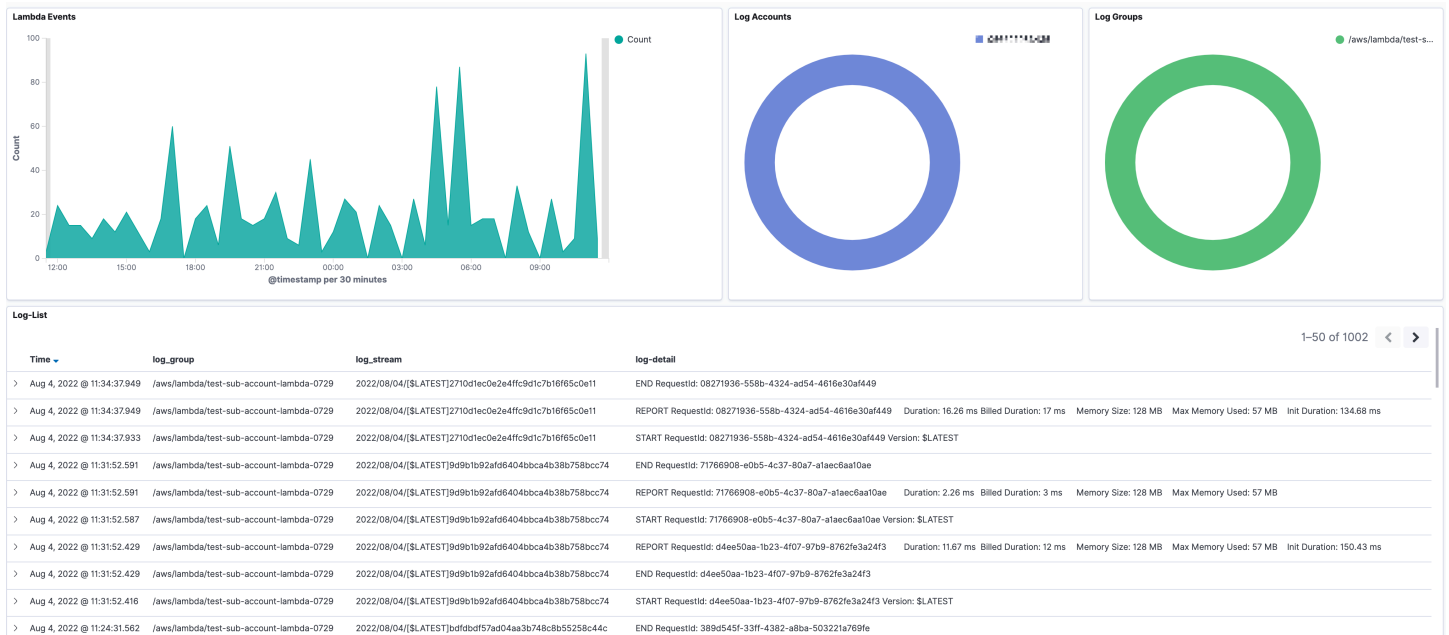 Lambda Events
100
80
60
40
20
0
Count
12:00 15:00 18:00 21:00 00:00 03:00 06:00 09:00
@timestamp per 30 minutes
Count
Log Accounts
Log Groups
/aws/lambda/test-s...
Log-List
1–50 of 1002
Time log_group log_stream log-detail
Aug 4, 2022 @ 11:34:37.949 /aws/lambda/test-sub-account-lambda-0729 2022/08/04/[$LATEST]2710d1ec0e2e4ffc9d1c7b16f65c0e11 END RequestId: 08271936-558b-4324-ad54-4616e30af449
Aug 4, 2022 @ 11:34:37.949 /aws/lambda/test-sub-account-lambda-0729 2022/08/04/[$LATEST]2710d1ec0e2e4ffc9d1c7b16f65c0e11 REPORT RequestId: 08271936-558b-4324-ad54-4616e30af449 Duration: 16.26 ms Billed Duration: 17 ms Memory Size: 128 MB Max Memory Used: 57 MB Init Duration: 134.68 ms
Aug 4, 2022 @ 11:34:37.933 /aws/lambda/test-sub-account-lambda-0729 2022/08/04/[$LATEST]2710d1ec0e2e4ffc9d1c7b16f65c0e11 START RequestId: 08271936-558b-4324-ad54-4616e30af449 Version: $LATEST
Aug 4, 2022 @ 11:31:52.591 /aws/lambda/test-sub-account-lambda-0729 2022/08/04/[$LATEST]9d9b1b92afd6404bbca4b38b758bcc74 END RequestId: 71766908-e0b5-4c37-80a7-a1aec6aa10ae
Aug 4, 2022 @ 11:31:52.591 /aws/lambda/test-sub-account-lambda-0729 2022/08/04/[$LATEST]9d9b1b92afd6404bbca4b38b758bcc74 REPORT RequestId: 71766908-e0b5-4c37-80a7-a1aec6aa10ae Duration: 2.26 ms Billed Duration: 3 ms Memory Size: 128 MB Max Memory Used: 57 MB
Aug 4, 2022 @ 11:31:52.587 /aws/lambda/test-sub-account-lambda-0729 2022/08/04/[$LATEST]9d9b1b92afd6404bbca4b38b758bcc74 START RequestId: 71766908-e0b5-4c37-80a7-a1aec6aa10ae Version: $LATEST
Aug 4, 2022 @ 11:31:52.429 /aws/lambda/test-sub-account-lambda-0729 2022/08/04/[$LATEST]9d9b1b92afd6404bbca4b38b758bcc74 REPORT RequestId: d4ee50aa-1b23-4f07-97b9-8762fe3a24f3 Duration: 11.67 ms Billed Duration: 12 ms Memory Size: 128 MB Max Memory Used: 57 MB Init Duration: 150.43 ms
Aug 4, 2022 @ 11:31:52.429 /aws/lambda/test-sub-account-lambda-0729 2022/08/04/[$LATEST]9d9b1b92afd6404bbca4b38b758bcc74 END RequestId: d4ee50aa-1b23-4f07-97b9-8762fe3a24f3
Aug 4, 2022 @ 11:31:52.416 /aws/lambda/test-sub-account-lambda-0729 2022/08/04/[$LATEST]9d9b1b92afd6404bbca4b38b758bcc74 START RequestId: d4ee50aa-1b23-4f07-97b9-8762fe3a24f3 Version: $LATEST
Aug 4, 2022 @ 11:24:31.562 /aws/lambda/test-sub-account-lambda-0729 2022/08/04/[$LATEST]bdfdbdf57ad04aa3b748c8b55258c44c END RequestId: 389d545f-33ff-4382-a8ba-503221a769fe